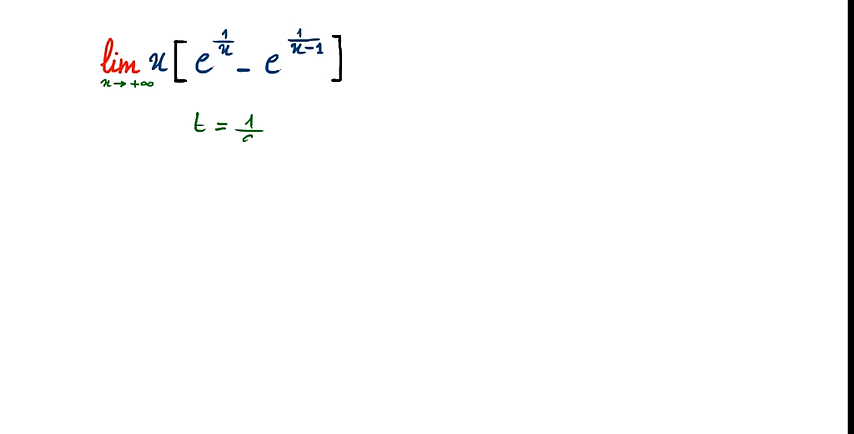 lim x→+∞ x [ e^(1/x) - e^(1/(x-1)) ]
t = 1/